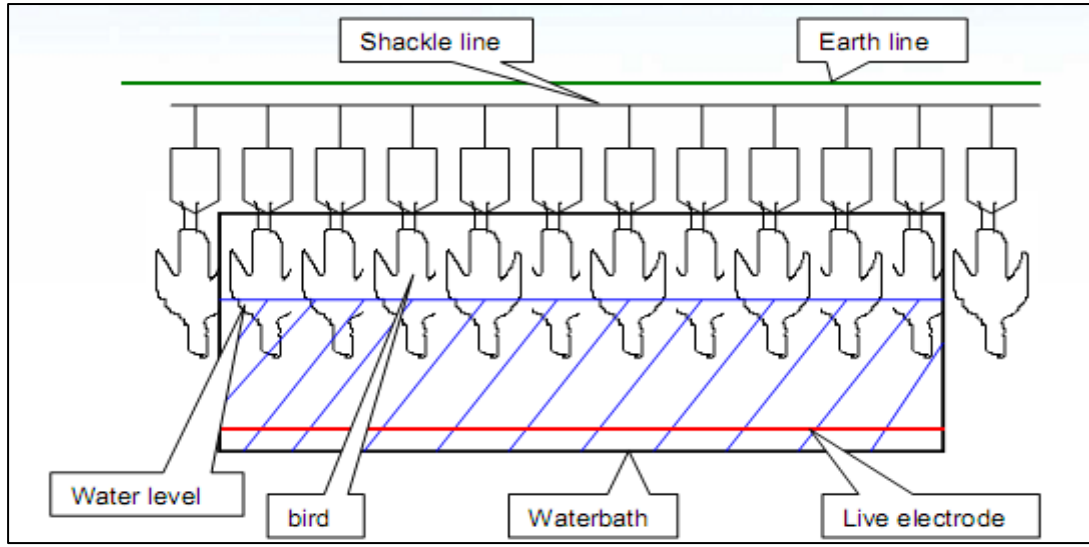 Shackle line
Earth line
Water level
bird
Waterbath
Live electrode